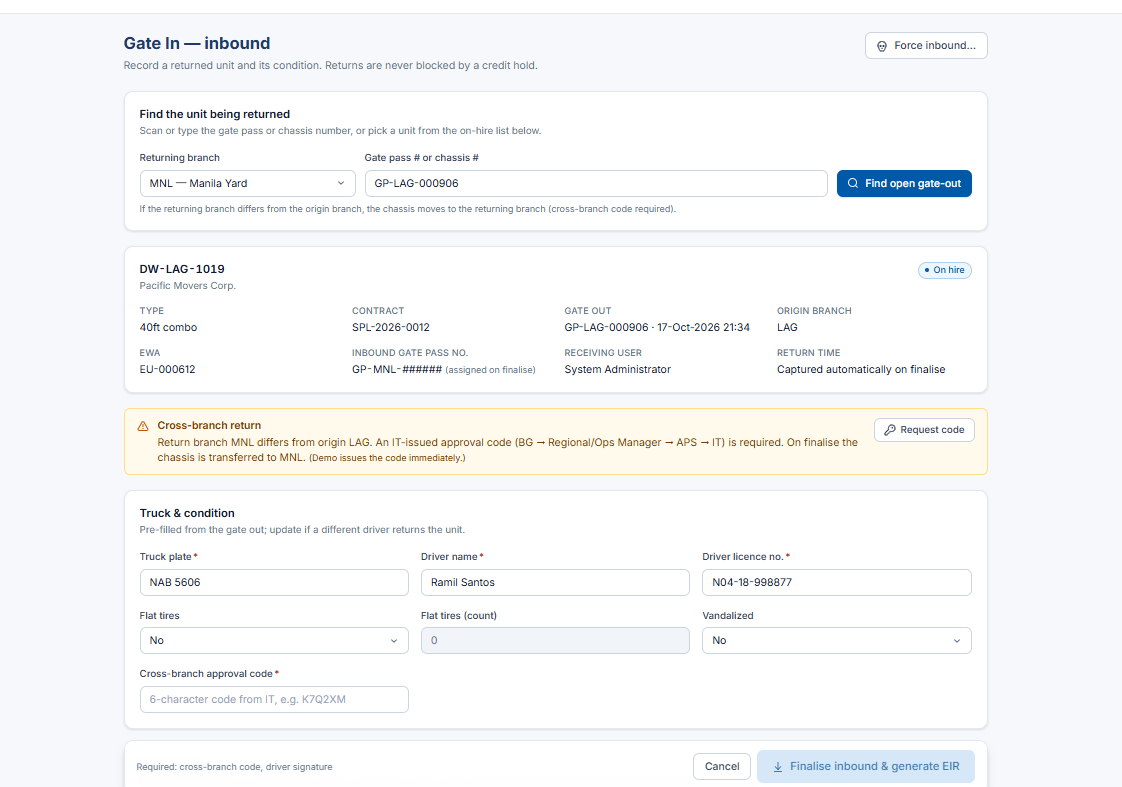 Gate In — inbound
Force inbound...
Record a returned unit and its condition. Returns are never blocked by a credit hold.
Find the unit being returned
Scan or type the gate pass or chassis number, or pick a unit from the on-hire list below.
Returning branch
Gate pass # or chassis #
MNL — Manila Yard
GP-LAG-000906
Find open gate-out
If the returning branch differs from the origin branch, the chassis moves to the returning branch (cross-branch code required).
DW-LAG-1019
On hire
Pacific Movers Corp.
TYPE
CONTRACT
GATE OUT
ORIGIN BRANCH
40ft combo
SPL-2026-0012
GP-LAG-000906 · 17-Oct-2026 21:34
LAG
EWA
INBOUND GATE PASS NO.
RECEIVING USER
RETURN TIME
EU-000612
GP-MNL-###### (assigned on finalise)
System Administrator
Captured automatically on finalise
Cross-branch return
Return branch MNL differs from origin LAG. An IT-issued approval code (BG → Regional/Ops Manager → APS → IT) is required. On finalise the
chassis is transferred to MNL. (Demo issues the code immediately.)
Request code
Truck & condition
Pre-filled from the gate out; update if a different driver returns the unit.
Truck plate*
Driver name*
Driver licence no.*
NAB 5606
Ramil Santos
N04-18-998877
Flat tires
Flat tires (count)
Vandalized
No
0
No
Cross-branch approval code*
6-character code from IT, e.g. K7Q2XM
Required: cross-branch code, driver signature
Cancel
Finalise inbound & generate EIR